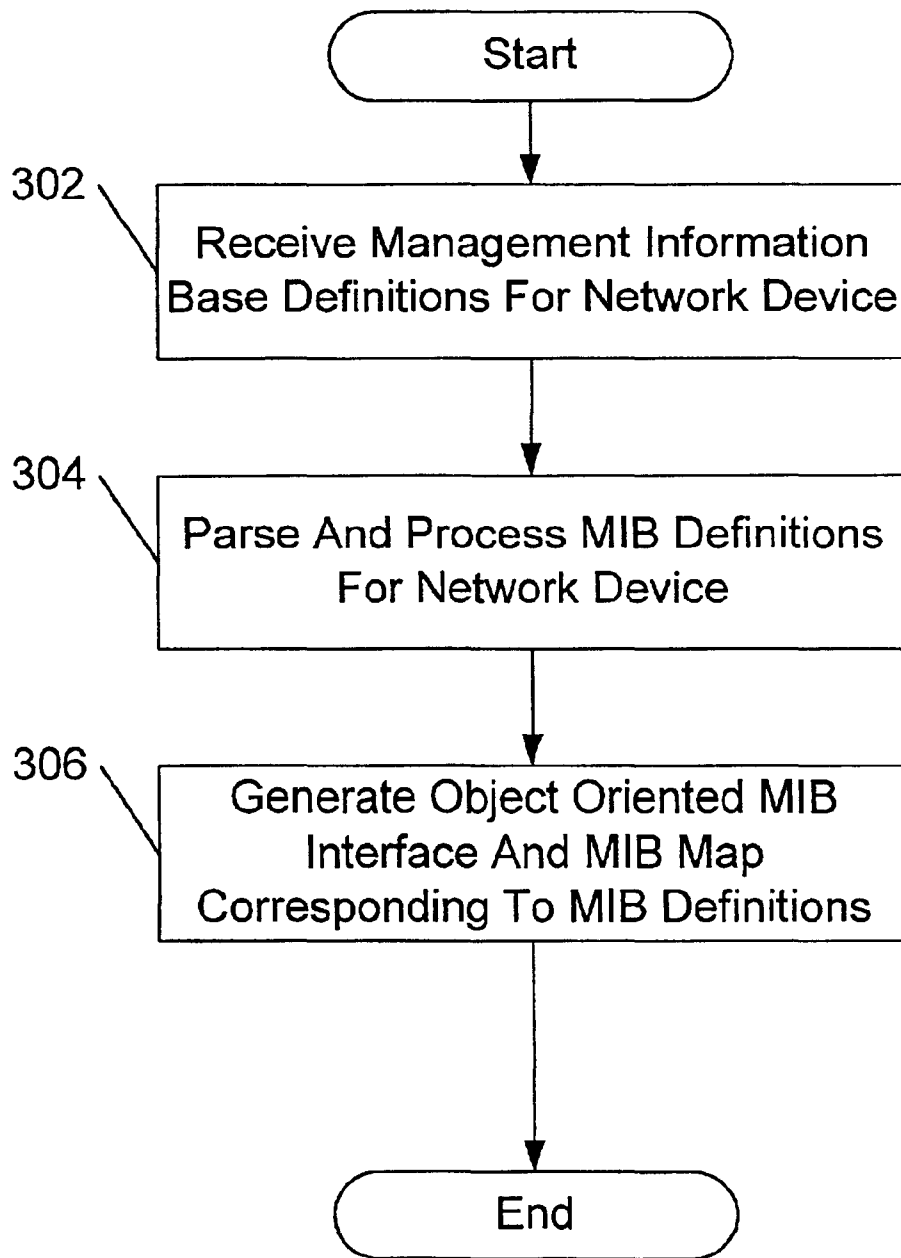 Start
302
Receive Management Information
Base Definitions For Network Device
304
Parse And Process MIB Definitions
For Network Device
306
Generate Object Oriented MIB
Interface And MIB Map
Corresponding To MIB Definitions
End